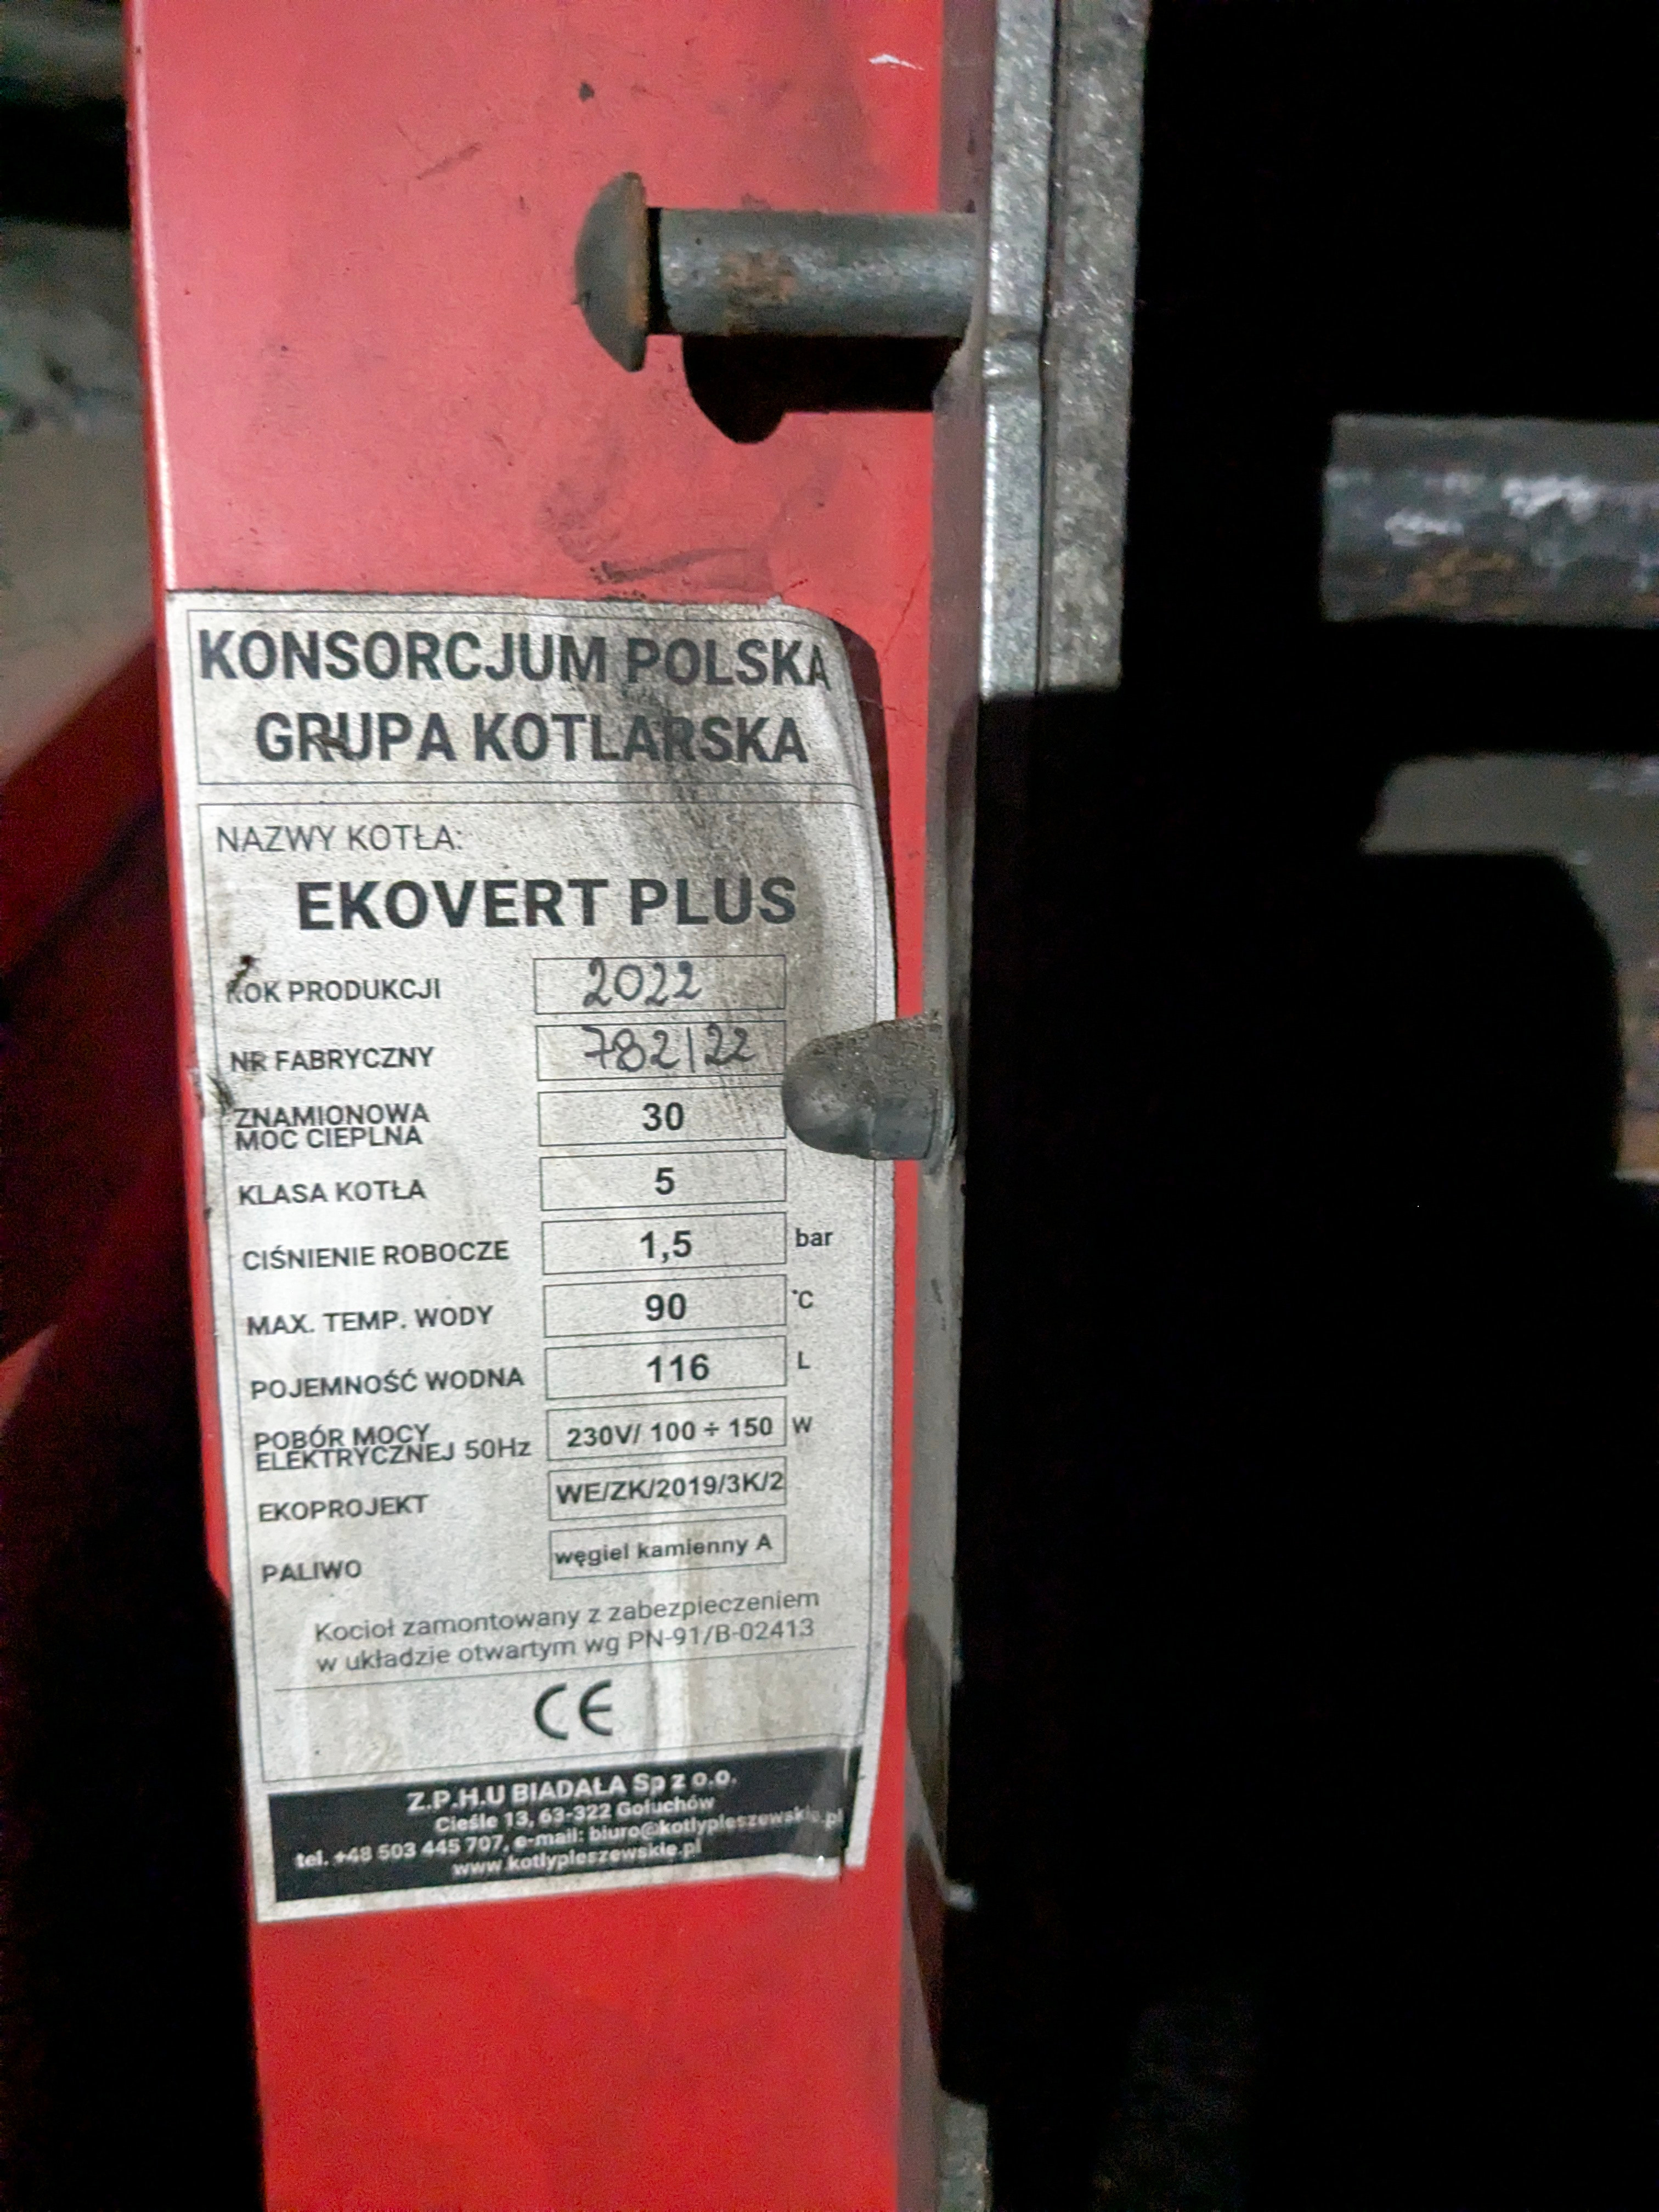 KONSORCJUM POLSKA
GRUPA KOTLARSKA
NAZWY KOTŁA:
EKOVERT PLUS
ROK PRODUKCJI 2022
NR FABRYCZNY 782/22
ZNAMIONOWA
MOC CIEPLNA 30
KLASA KOTŁA 5
CIŚNIENIE ROBOCZE 1,5 bar
MAX. TEMP. WODY 90 °C
POJEMNOŚĆ WODNA 116 L
POBÓR MOCY
ELEKTRYCZNEJ 50Hz 230V/ 100 ÷ 150 W
EKOPROJEKT WE/ZK/2019/3K/2
PALIWO węgiel kamienny A
Kocioł zamontowany z zabezpieczeniem
w układzie otwartym wg PN-91/B-02413
CE
Z.P.H.U BIADAŁA Sp z o.o.
Cieśle 13, 63-322 Gołuchów
tel. +48 503 445 707, e-mail: biuro@kotlypleszewskie.pl
www.kotlypleszewskie.pl